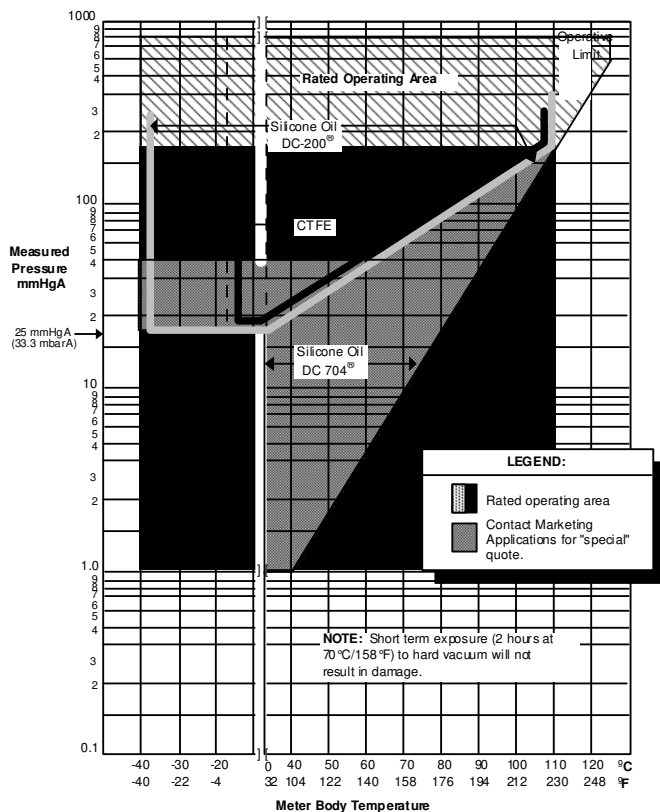 1000
9
8
7
6
5
4
3
2
100
9
8
7
6
5
4
3
2
10
9
8
7
6
5
4
3
2
1.0
9
8
7
6
5
4
3
2
0.1
Operative
Limit
Rated Operating Area
Silicone Oil
DC-200®
CTFE
Measured
Pressure
mmHgA
25 mmHgA
(33.3 mbarA)
Silicone Oil
DC 704®
LEGEND:
Rated operating area
Contact Marketing
Applications for "special"
quote.
NOTE: Short term exposure (2 hours at
70°C/158°F) to hard vacuum will not
result in damage.
-40 -30 -20 0 40 50 60 70 80 90 100 110 120 ºC
-40 -22 -4 32 104 122 140 158 176 194 212 230 248 ºF
Meter Body Temperature